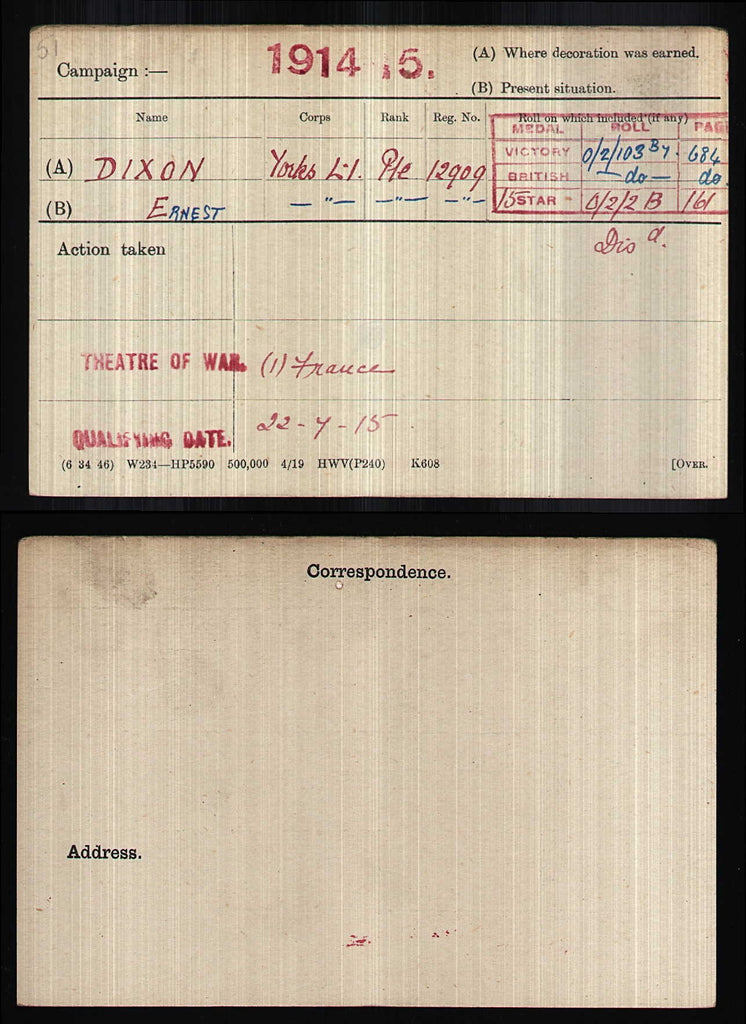 51
Campaign :— 1914 15. (A) Where decoration was earned.
(B) Present situation.
Name Corps Rank Reg. No. Roll on which included (if any)
MEDAL ROLL PAG
(A) DIXON Yorks L.I. Pte 12909 VICTORY O/2/103 B7. 684
BRITISH — do — do
(B) ERNEST — " — — " — — " — 15 STAR O/2/2 B 161
Action taken Dis d.
THEATRE OF WAR. (1) France
QUALIFYING DATE. 22-7-15
(6 34 46) W234—HP5590 500,000 4/19 HWV(P240) K608 [OVER.
Correspondence.
Address.